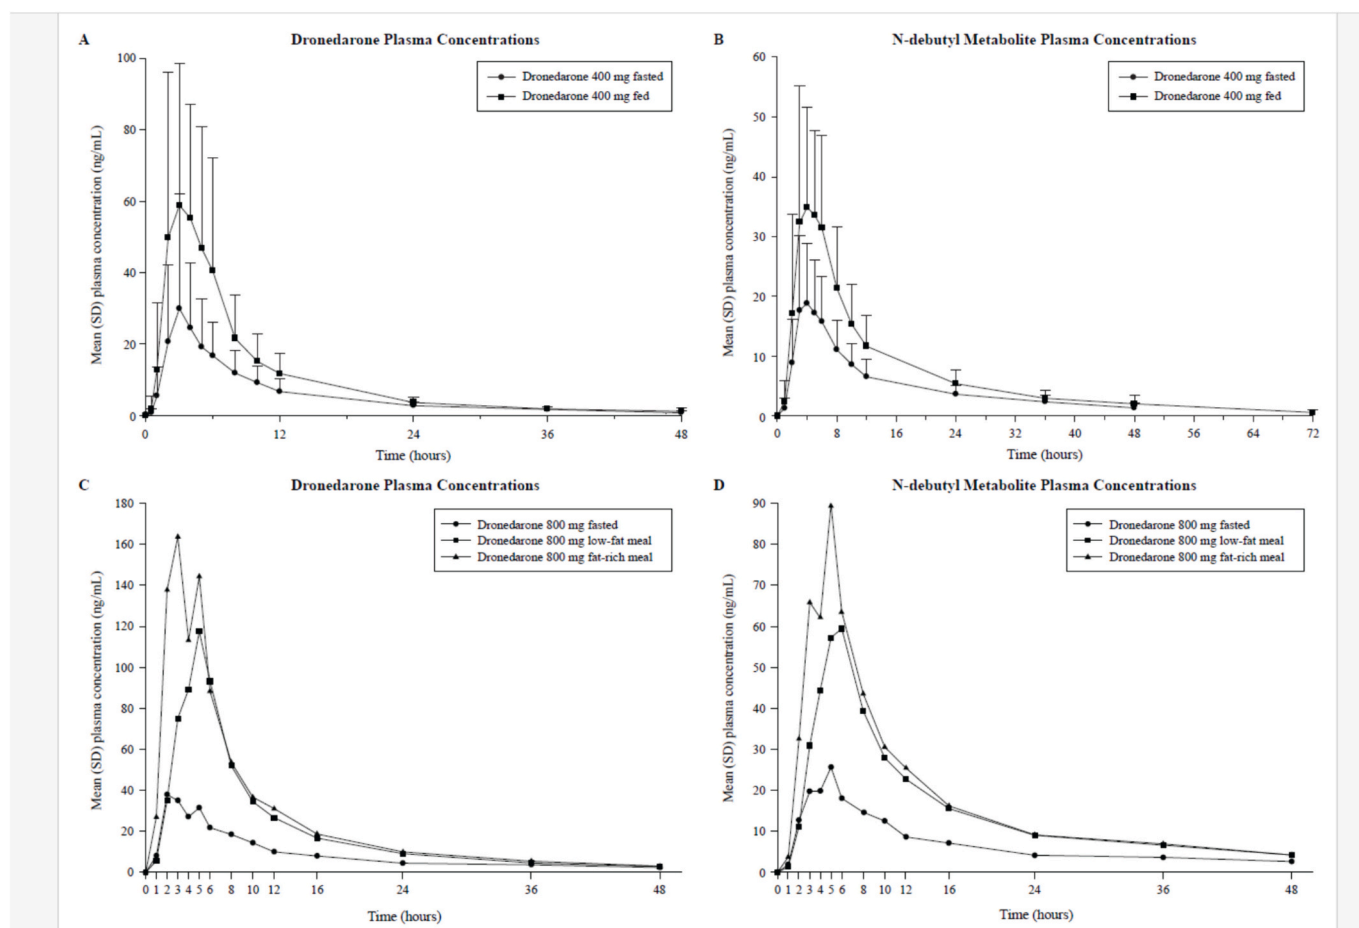 A
Dronedarone Plasma Concentrations
Mean (SD) plasma concentration (ng/mL)
100
80
60
40
20
0
Dronedarone 400 mg fasted
Dronedarone 400 mg fed
0 12 24 36 48
Time (hours)
B
N-debutyl Metabolite Plasma Concentrations
Mean (SD) plasma concentration (ng/mL)
60
50
40
30
20
10
0
Dronedarone 400 mg fasted
Dronedarone 400 mg fed
0 8 16 24 32 40 48 56 64 72
Time (hours)
C
Dronedarone Plasma Concentrations
Mean (SD) plasma concentration (ng/mL)
180
160
140
120
100
80
60
40
20
0
Dronedarone 800 mg fasted
Dronedarone 800 mg low-fat meal
Dronedarone 800 mg fat-rich meal
0 1 2 3 4 5 6 8 10 12 16 24 36 48
Time (hours)
D
N-debutyl Metabolite Plasma Concentrations
Mean (SD) plasma concentration (ng/mL)
90
80
70
60
50
40
30
20
10
0
Dronedarone 800 mg fasted
Dronedarone 800 mg low-fat meal
Dronedarone 800 mg fat-rich meal
0 1 2 3 4 5 6 8 10 12 16 24 36 48
Time (hours)